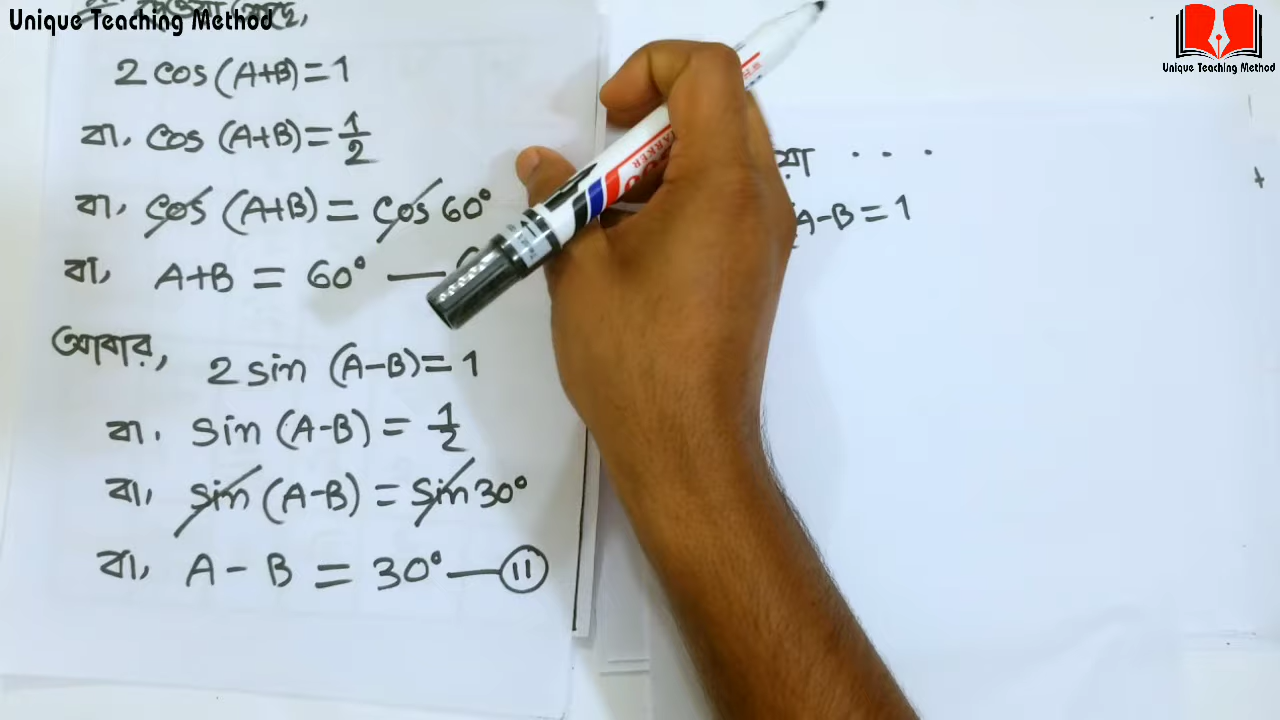 Unique Teaching Method
2 cos (A+B) = 1
বা, cos (A+B) = 1/2
বা, cos (A+B) = cos 60°
বা, A+B = 60° —
আবার, 2 sin (A-B) = 1
বা, sin (A-B) = 1/2
বা, sin (A-B) = sin 30°
বা, A - B = 30° — 11
...
A-B = 1
Unique Teaching Method